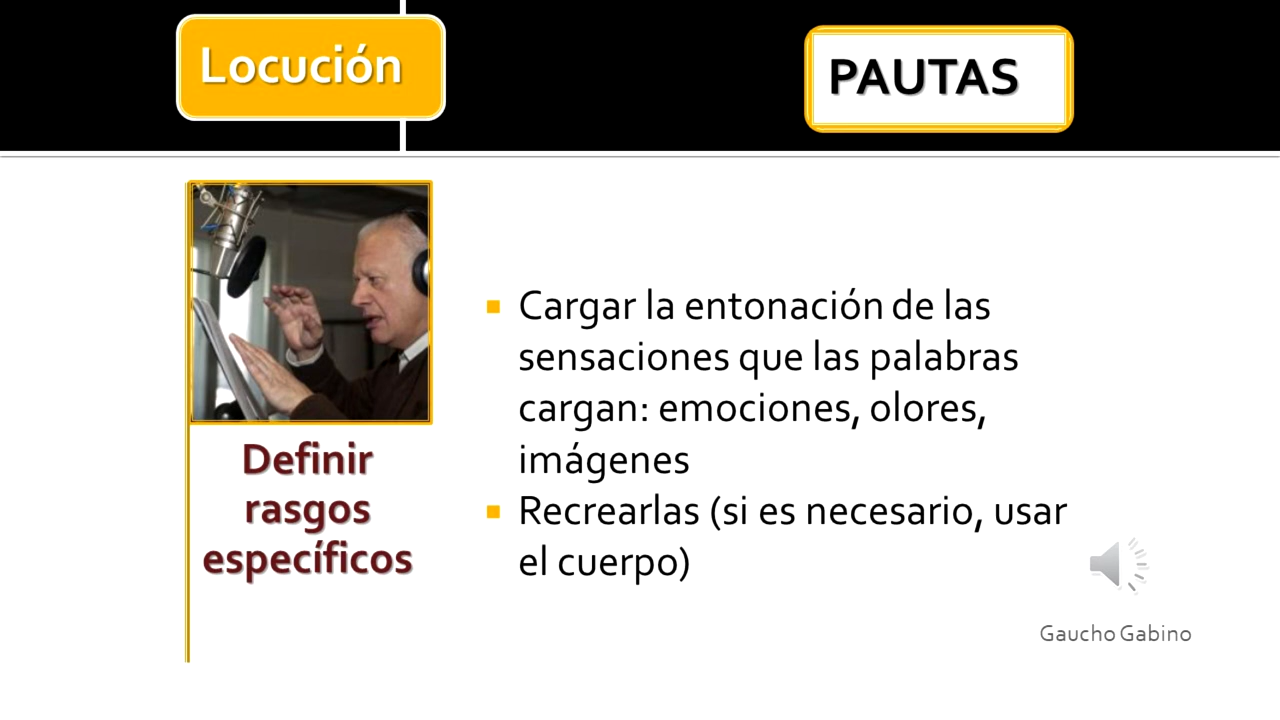 Locución
PAUTAS
Definir
rasgos
específicos
■ Cargar la entonación de las
sensaciones que las palabras
cargan: emociones, olores,
imágenes
■ Recrearlas (si es necesario, usar
el cuerpo)
Gaucho Gabino